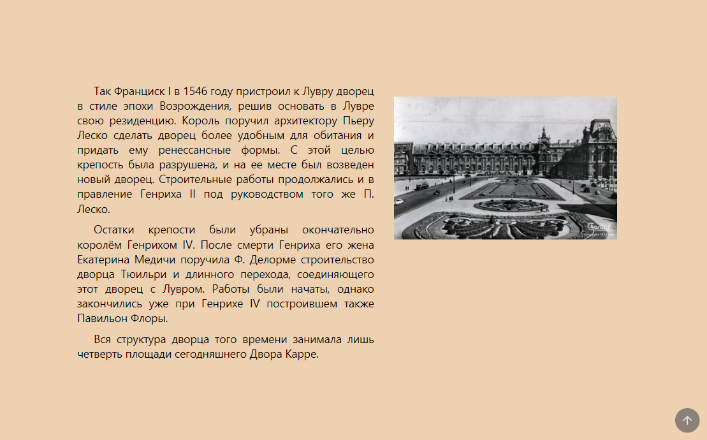 Так Франциск I в 1546 году пристроил к Лувру дворец
в стиле эпохи Возрождения, решив основать в Лувре
свою резиденцию. Король поручил архитектору Пьеру
Леско сделать дворец более удобным для обитания и
придать ему ренессансные формы. С этой целью
крепость была разрушена, и на ее месте был возведен
новый дворец. Строительные работы продолжались и в
правление Генриха II под руководством того же П.
Леско.
Остатки крепости были убраны окончательно
королём Генрихом IV. После смерти Генриха его жена
Екатерина Медичи поручила Ф. Делорме строительство
дворца Тюильри и длинного перехода, соединяющего
этот дворец с Лувром. Работы были начаты, однако
закончились уже при Генрихе IV построившем также
Павильон Флоры.
Вся структура дворца того времени занимала лишь
четверть площади сегодняшнего Двора Карре.